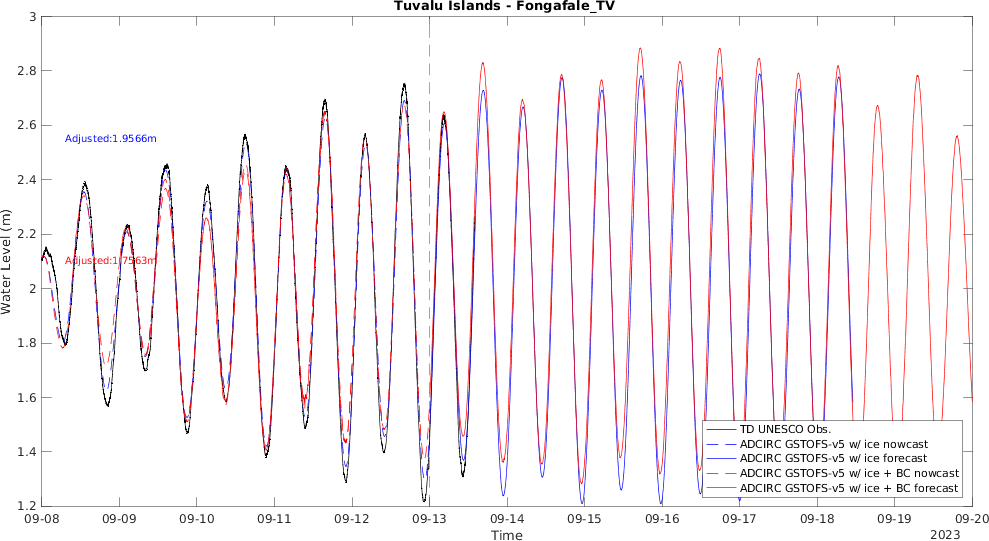 Tuvalu Islands - Fongafale_TV
Water Level (m)
3
2.8
2.6
2.4
2.2
2
1.8
1.6
1.4
1.2
Adjusted:1.9566m
Adjusted:1.7563m
TD UNESCO Obs.
ADCIRC GSTOFS-v5 w/ ice nowcast
ADCIRC GSTOFS-v5 w/ ice forecast
ADCIRC GSTOFS-v5 w/ ice + BC nowcast
ADCIRC GSTOFS-v5 w/ ice + BC forecast
09-08 09-09 09-10 09-11 09-12 09-13 09-14 09-15 09-16 09-17 09-18 09-19 09-20
Time
2023